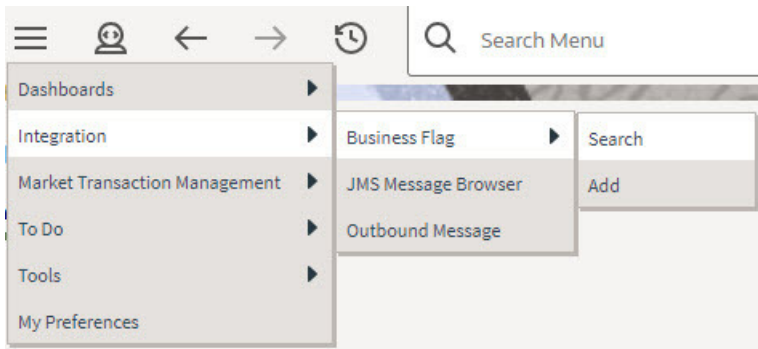 Search Menu
Dashboards
Integration
Market Transaction Management
To Do
Tools
My Preferences
Business Flag
JMS Message Browser
Outbound Message
Search
Add